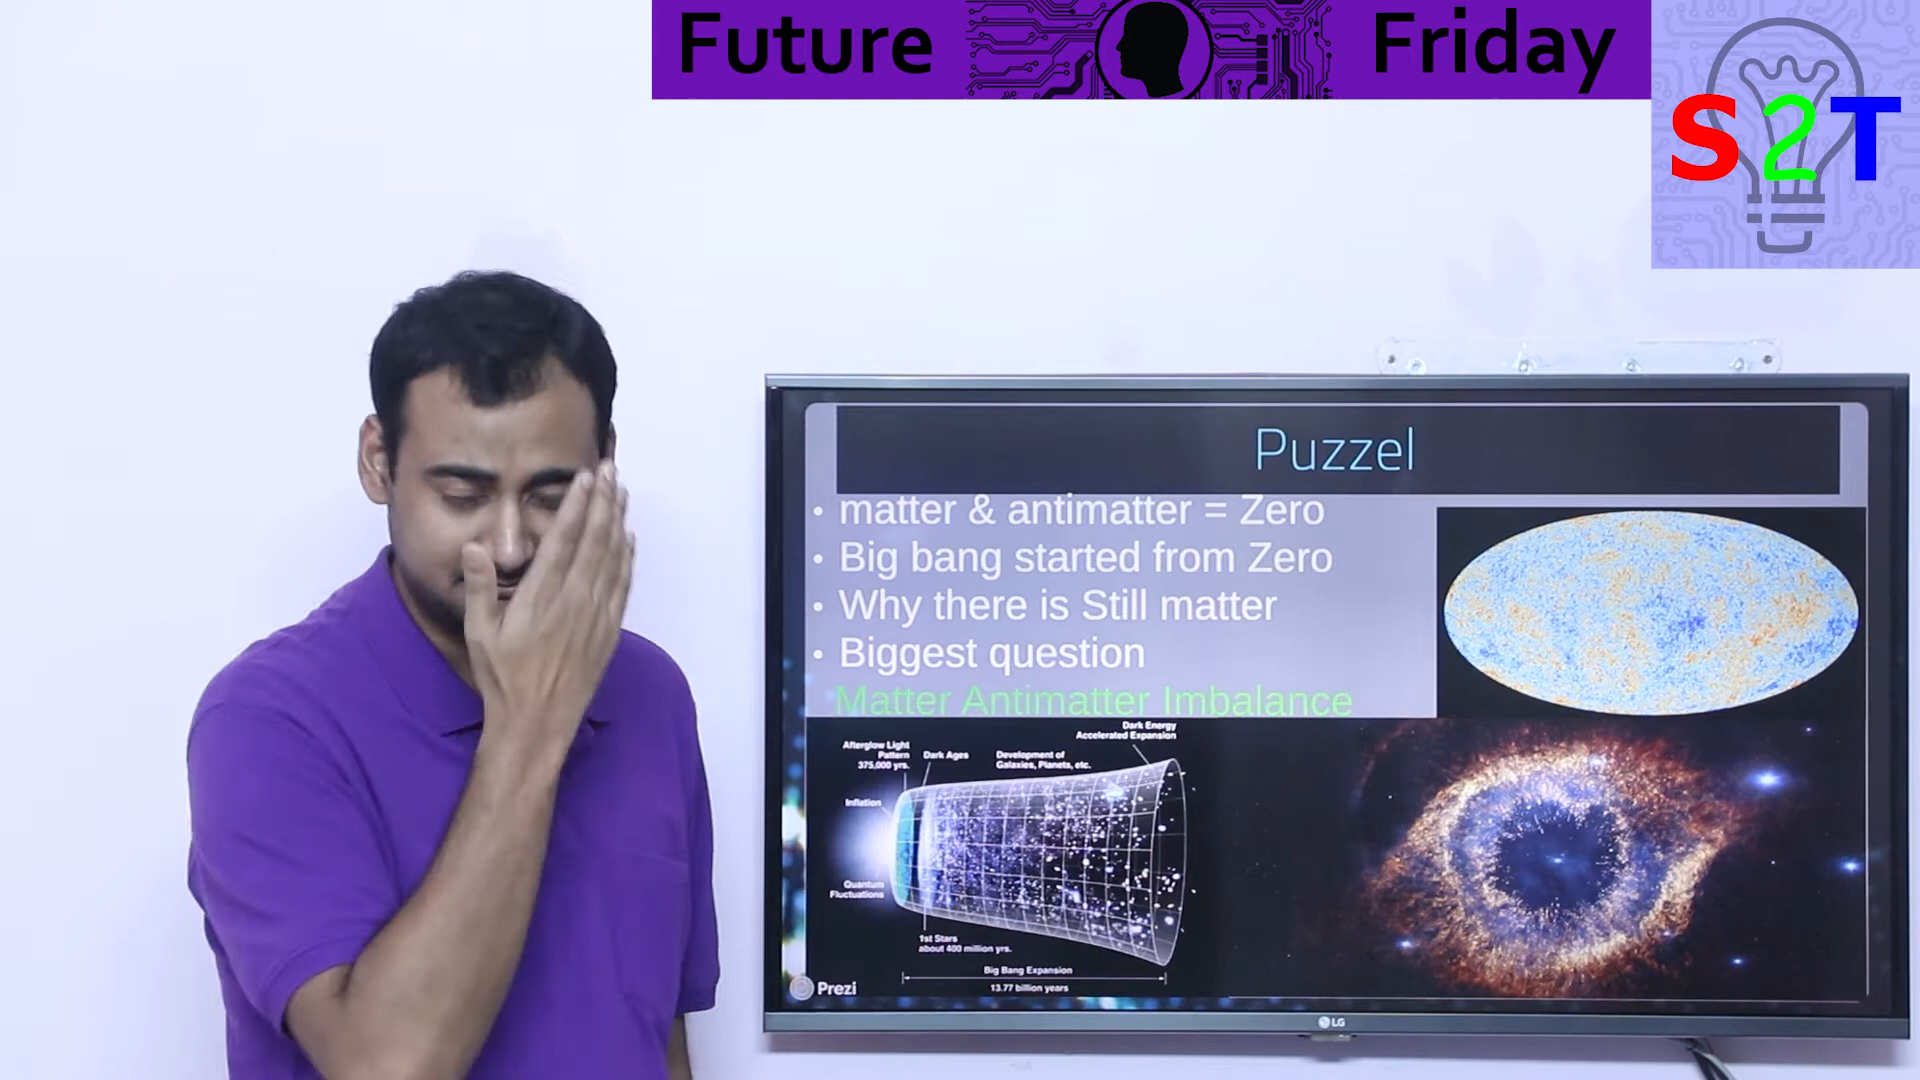 Future Friday
S2T
Puzzel
• matter & antimatter = Zero
• Big bang started from Zero
• Why there is Still matter
• Biggest question
Matter Antimatter Imbalance
Dark Energy
Accelerated Expansion
Afterglow Light
Pattern
375,000 yrs.
Dark Ages
Development of
Galaxies, Planets, etc.
Inflation
Quantum
Fluctuations
1st Stars
about 400 million yrs.
Big Bang Expansion
13.77 billion years
Prezi
LG